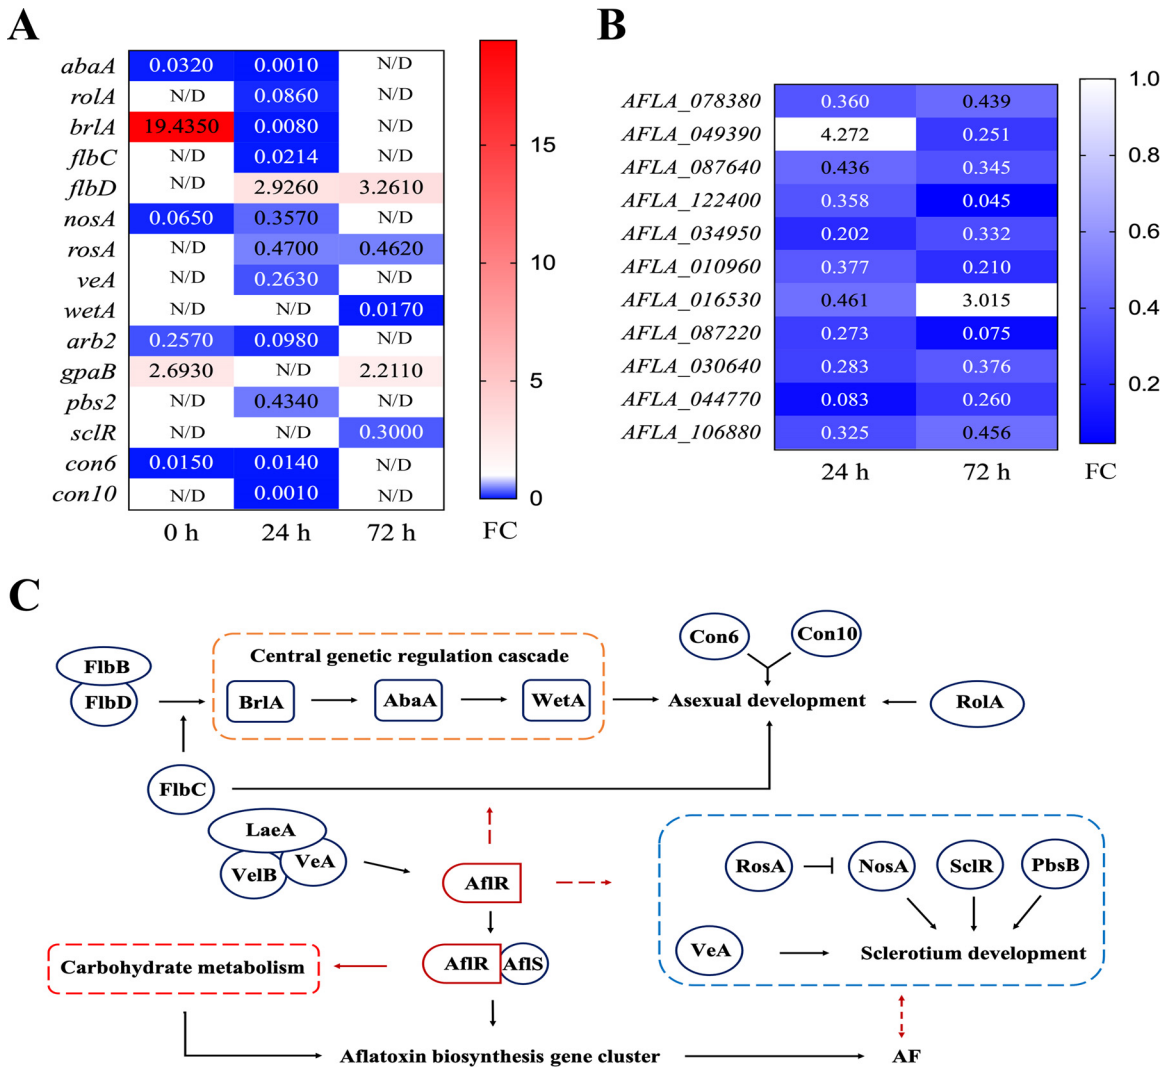 A
abaA 0.0320 0.0010 N/D
rolA N/D 0.0860
brlA 19.4350 0.0080 N/D
flbC N/D 0.0214 N/D
flbD N/D 2.9260 3.2610
nosA 0.0650 0.3570 N/D
rosA N/D 0.4700 0.4620
veA N/D 0.2630 N/D
wetA N/D N/D 0.0170
arb2 0.2570 0.0980 N/D
gpaB 2.6930 N/D 2.2110
pbs2 N/D 0.4340 N/D
sclR N/D N/D 0.3000
con6 0.0150 0.0140 N/D
con10 N/D 0.0010
0 h 24 h 72 h
15
10
5
0
FC
B
AFLA_078380 0.360 0.439
AFLA_049390 4.272 0.251
AFLA_087640 0.436 0.345
AFLA_122400 0.358 0.045
AFLA_034950 0.202 0.332
AFLA_010960 0.377 0.210
AFLA_016530 0.461 3.015
AFLA_087220 0.273 0.075
AFLA_030640 0.283 0.376
AFLA_044770 0.083 0.260
AFLA_106880 0.325 0.456
24 h 72 h
1.0
0.8
0.6
0.4
0.2
FC
C
FlbB
FlbD
FlbC
Central genetic regulation cascade
BrlA AbaA WetA
Con6 Con10
Asexual development
RolA
LaeA
VelB VeA
AflR
AflR AflS
Carbohydrate metabolism
RosA NosA SclR PbsB
VeA Sclerotium development
Aflatoxin biosynthesis gene cluster
AF